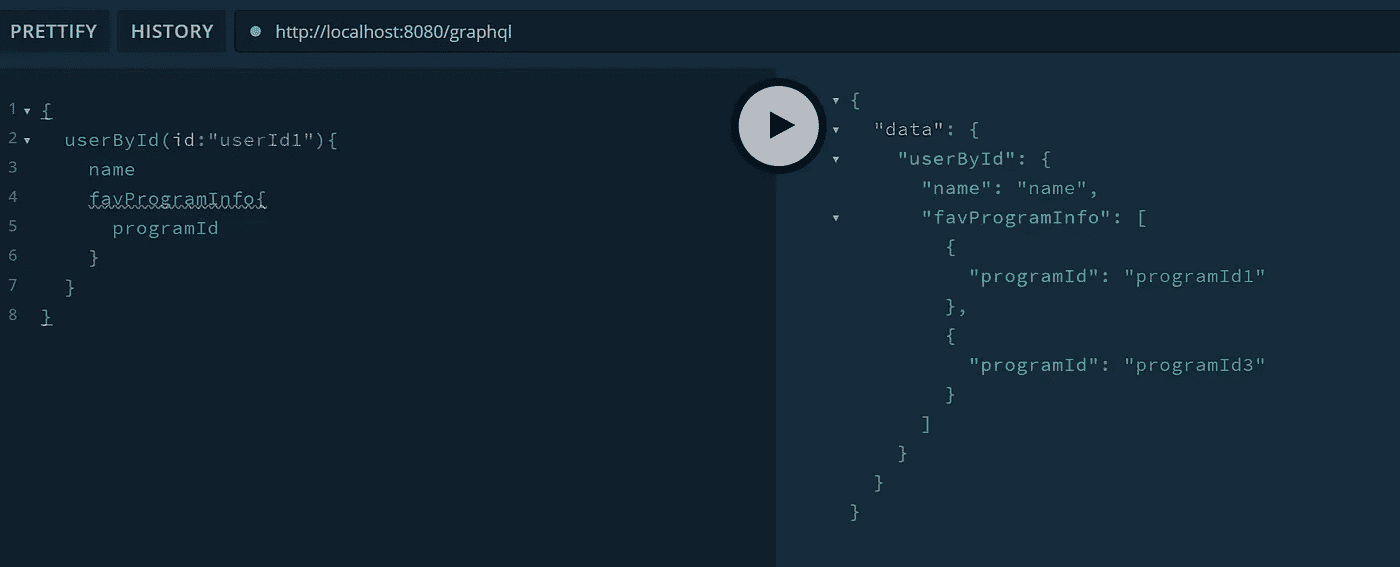 PRETTIFY HISTORY http://localhost:8080/graphql
1 {
2 userById(id:"userId1"){
3 name
4 favProgramInfo{
5 programId
6 }
7 }
8 }
{
"data": {
"userById": {
"name": "name",
"favProgramInfo": [
{
"programId": "programId1"
},
{
"programId": "programId3"
}
]
}
}
}